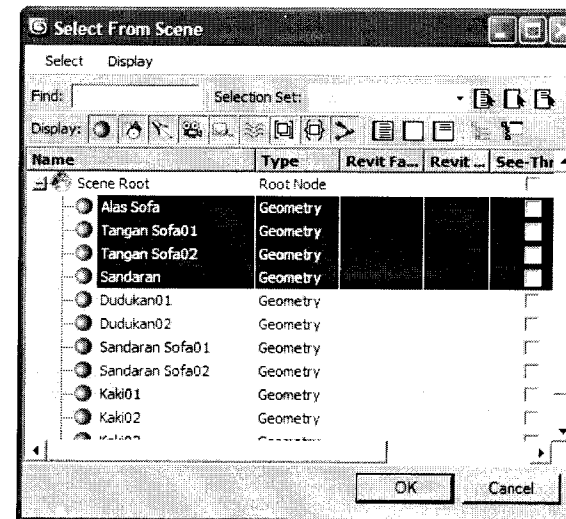 Select From Scene
Select Display
Find: Selection Set:
Display:
Name Type Revit Fa... Revit ... See-Thr
Scene Root Root Node
Alas Sofa Geometry
Tangan Sofa01 Geometry
Tangan Sofa02 Geometry
Sandaran Geometry
Dudukan01 Geometry
Dudukan02 Geometry
Sandaran Sofa01 Geometry
Sandaran Sofa02 Geometry
Kaki01 Geometry
Kaki02 Geometry
OK Cancel